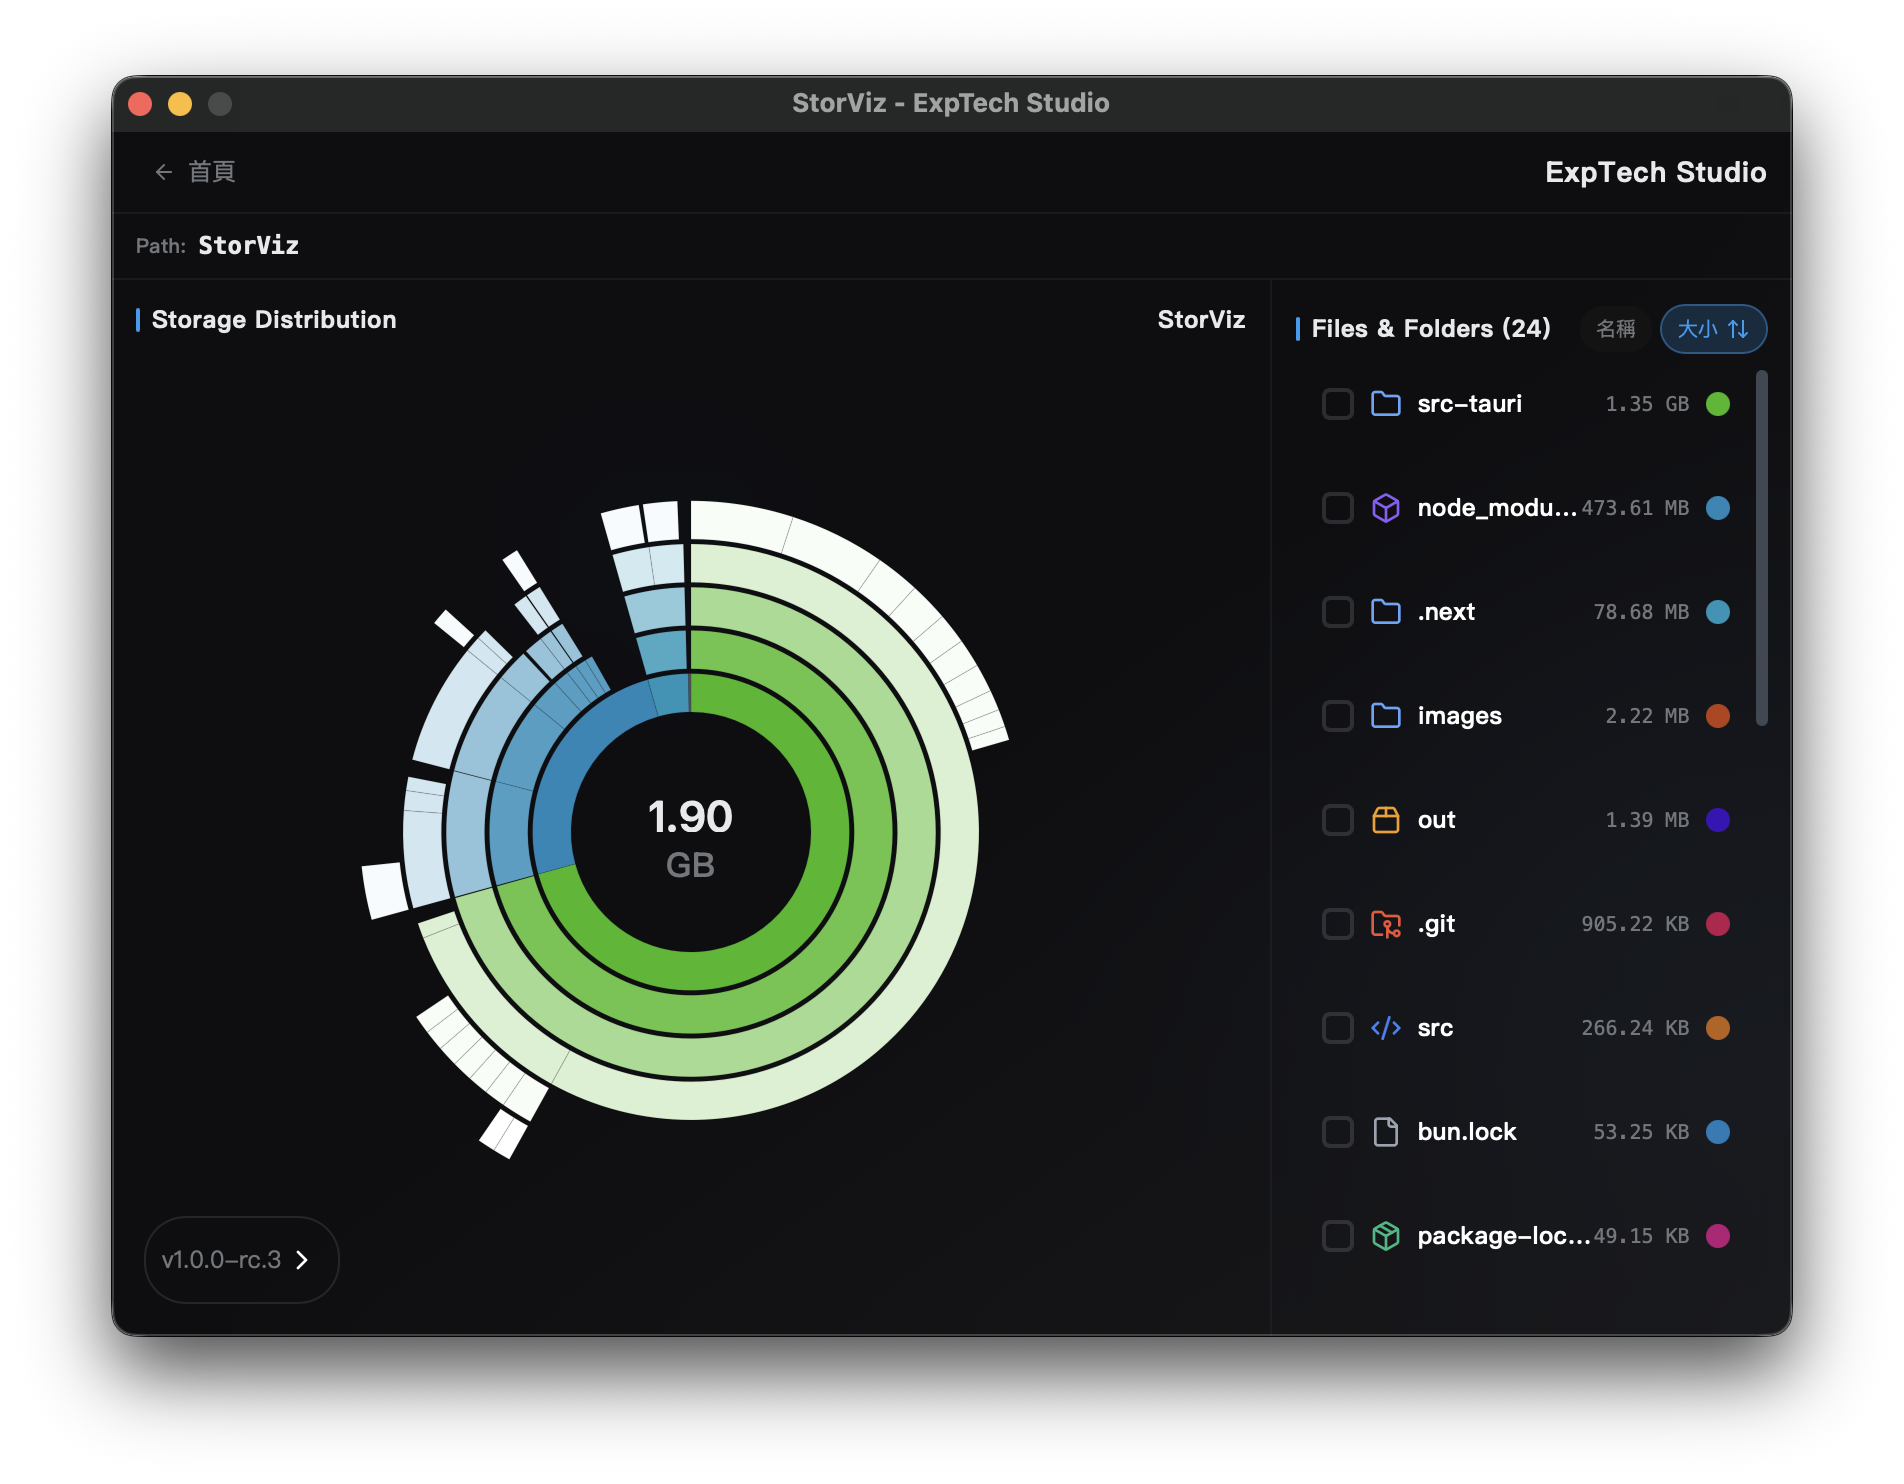 StorViz - ExpTech Studio
← 首頁
ExpTech Studio
Path: StorViz
Storage Distribution
StorViz
1.90
GB
v1.0.0-rc.3
Files & Folders (24)
名稱
大小
src-tauri 1.35 GB
node_modu... 473.61 MB
.next 78.68 MB
images 2.22 MB
out 1.39 MB
.git 905.22 KB
src 266.24 KB
bun.lock 53.25 KB
package-loc... 49.15 KB